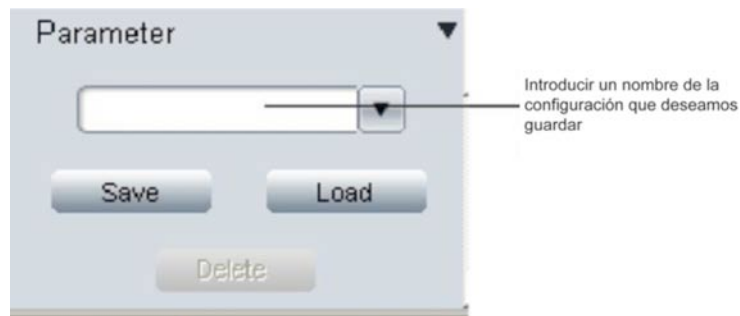 Parameter
Introducir un nombre de la
configuración que deseamos
guardar
Save Load
Delete